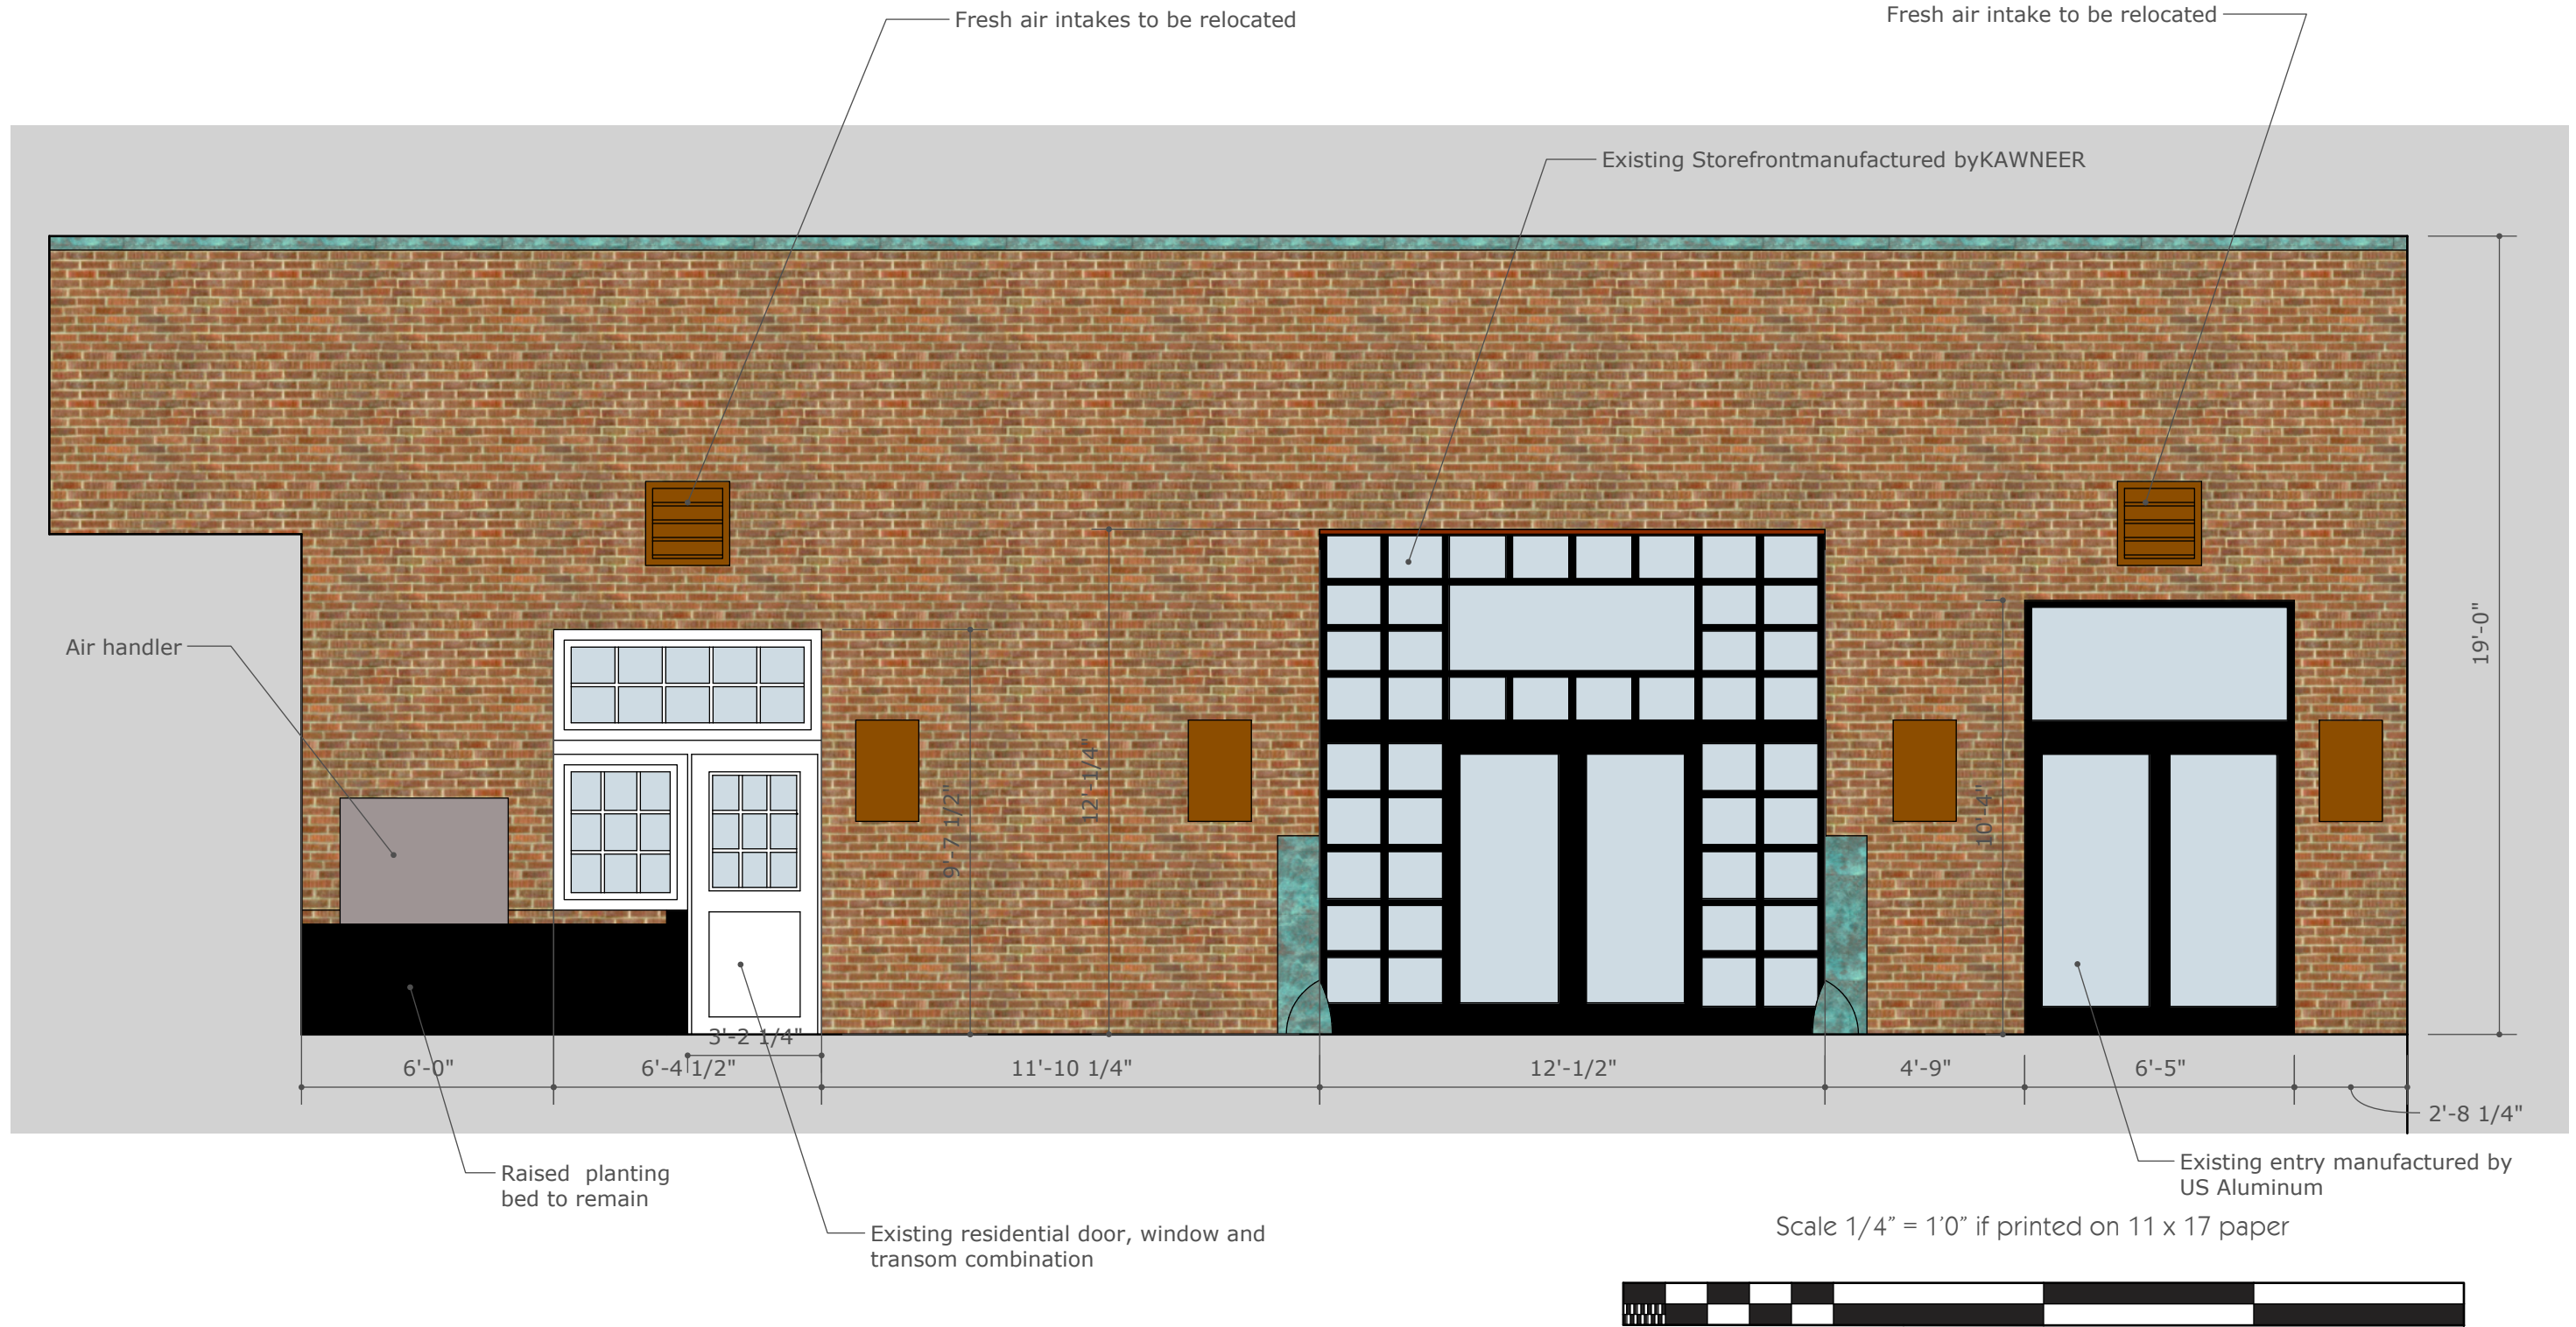 Fresh air intakes to be relocated
Fresh air intake to be relocated
Existing Storefrontmanufactured byKAWNEER
Air handler
19'-0"
9'-7 1/2"
12'-1/4"
10'4"
3'-2 1/4"
6'-0"
6'-4 1/2"
11'-10 1/4"
12'-1/2"
4'-9"
6'-5"
2'-8 1/4"
Raised planting
bed to remain
Existing residential door, window and
transom combination
Existing entry manufactured by
US Aluminum
Scale 1/4” = 1’0” if printed on 11 x 17 paper